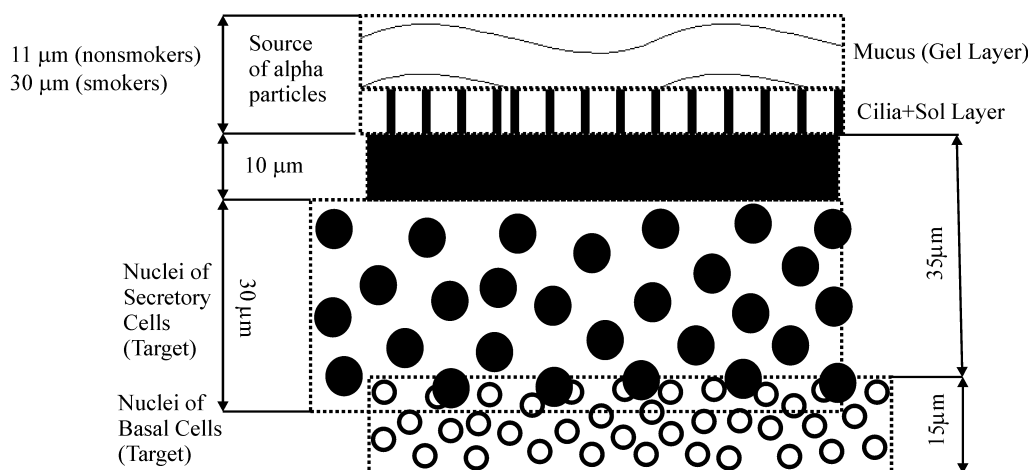 11 μm (nonsmokers)
30 μm (smokers)
Source
of alpha
particles
Mucus (Gel Layer)
Cilia+Sol Layer
10 μm
Nuclei of
Secretory
Cells
(Target)
30 μm
35μm
Nuclei of
Basal Cells
(Target)
15μm